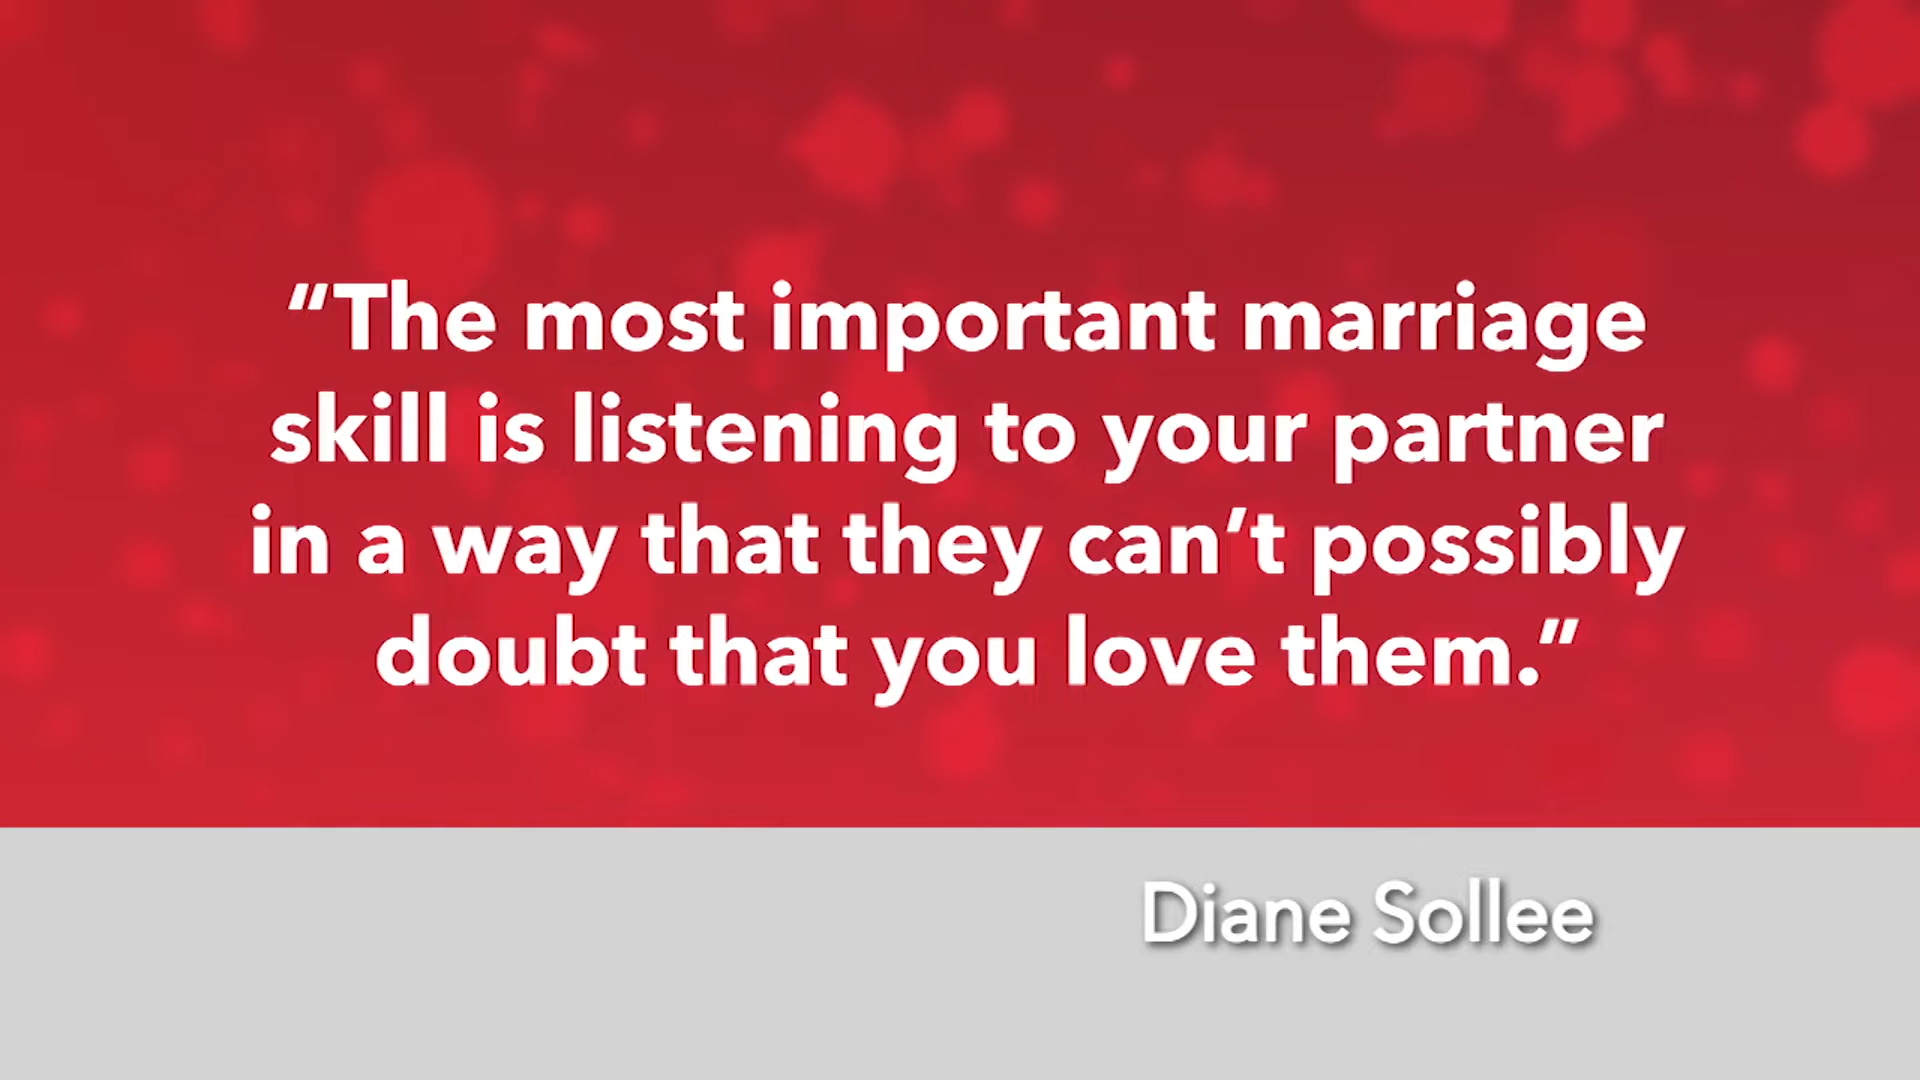 “The most important marriage
skill is listening to your partner
in a way that they can’t possibly
doubt that you love them.”
Diane Sollee